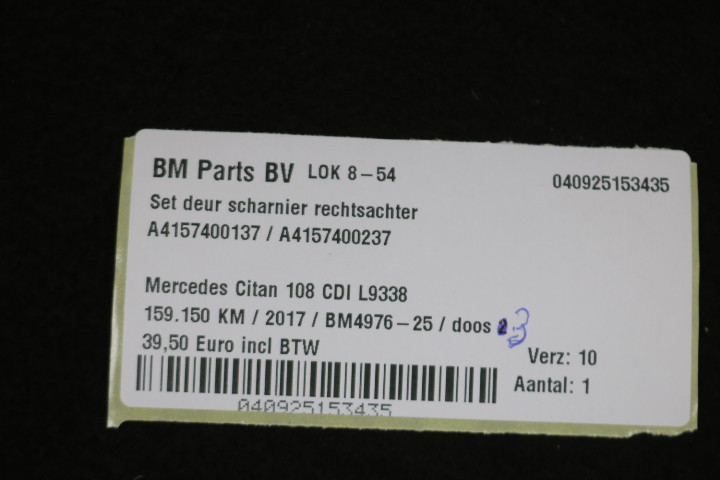 BM Parts BV LOK 8-54 040925153435
Set deur scharnier rechtsachter
A4157400137 / A4157400237
Mercedes Citan 108 CDI L9338
159.150 KM / 2017 / BM4976-25 / doos 3
39,50 Euro incl BTW
Verz: 10
Aantal: 1
040925153435